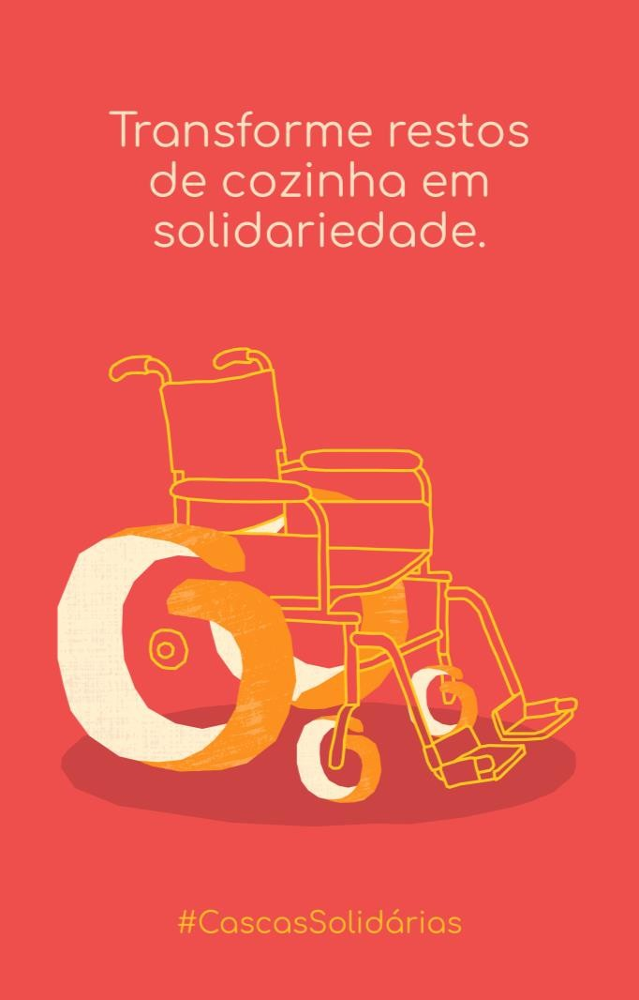 Transforme restos
de cozinha em
solidariedade.
#CascasSolidárias